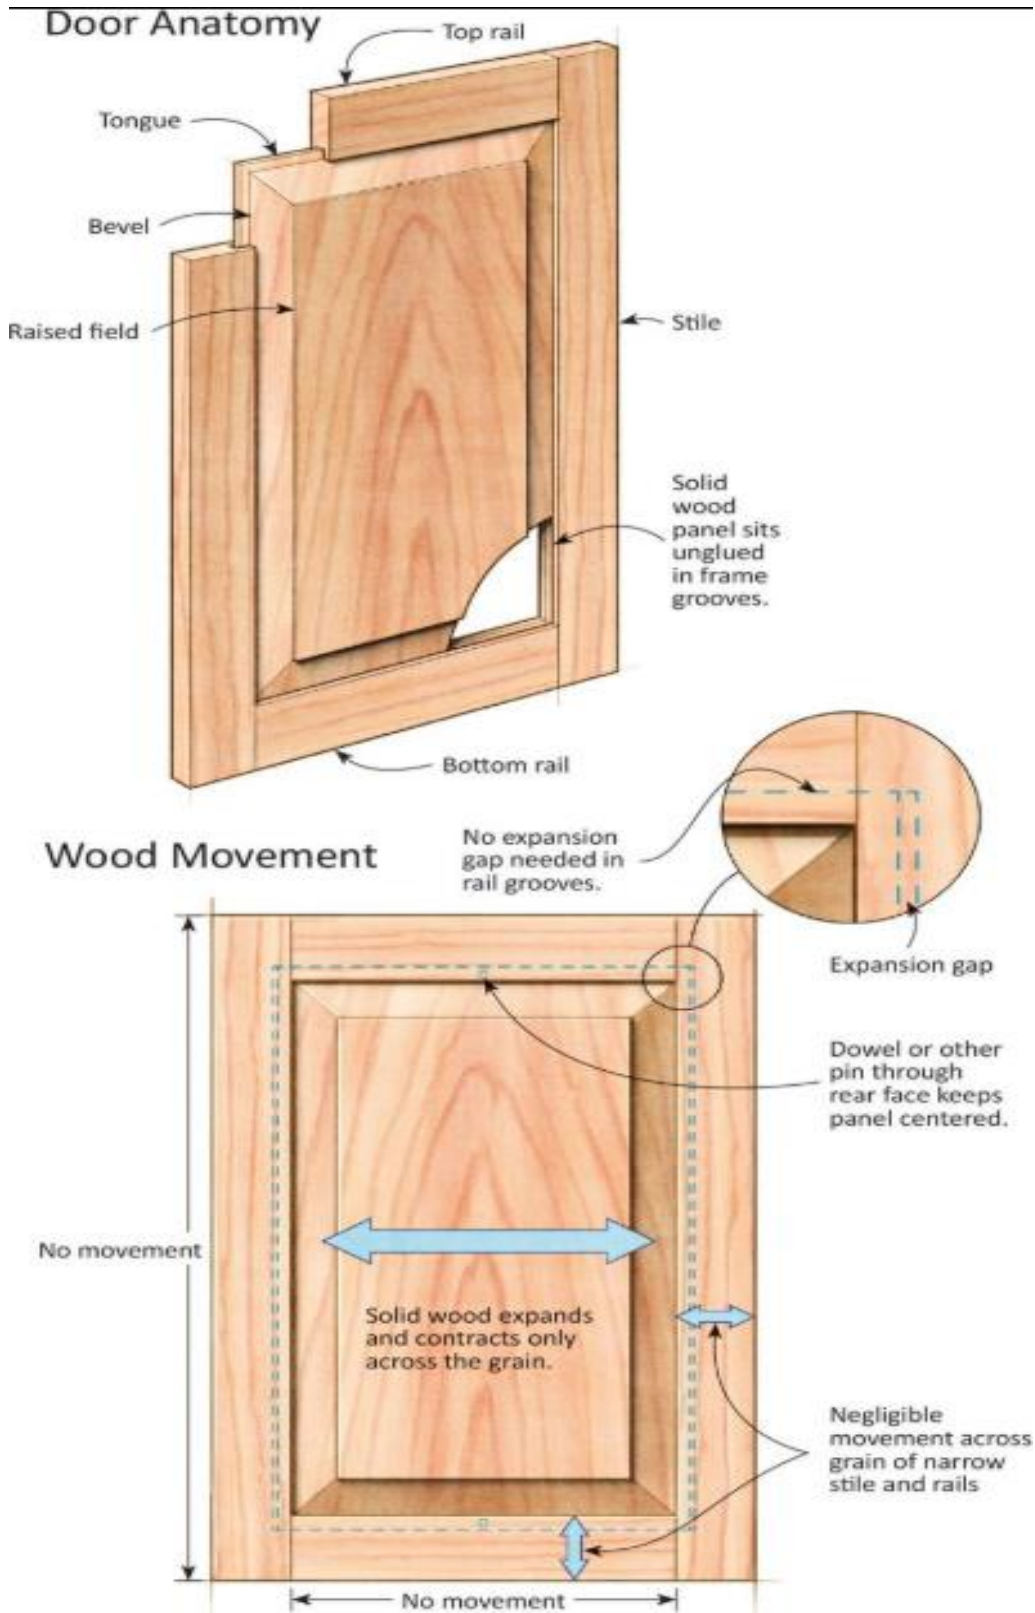 Door Anatomy
Top rail
Tongue
Bevel
Raised field
Stile
Solid
wood
panel sits
unglued
in frame
grooves.
Bottom rail
Wood Movement
No expansion
gap needed in
rail grooves.
Expansion gap
Dowel or other
pin through
rear face keeps
panel centered.
No movement
Solid wood expands
and contracts only
across the grain.
Negligible
movement across
grain of narrow
stile and rails
No movement